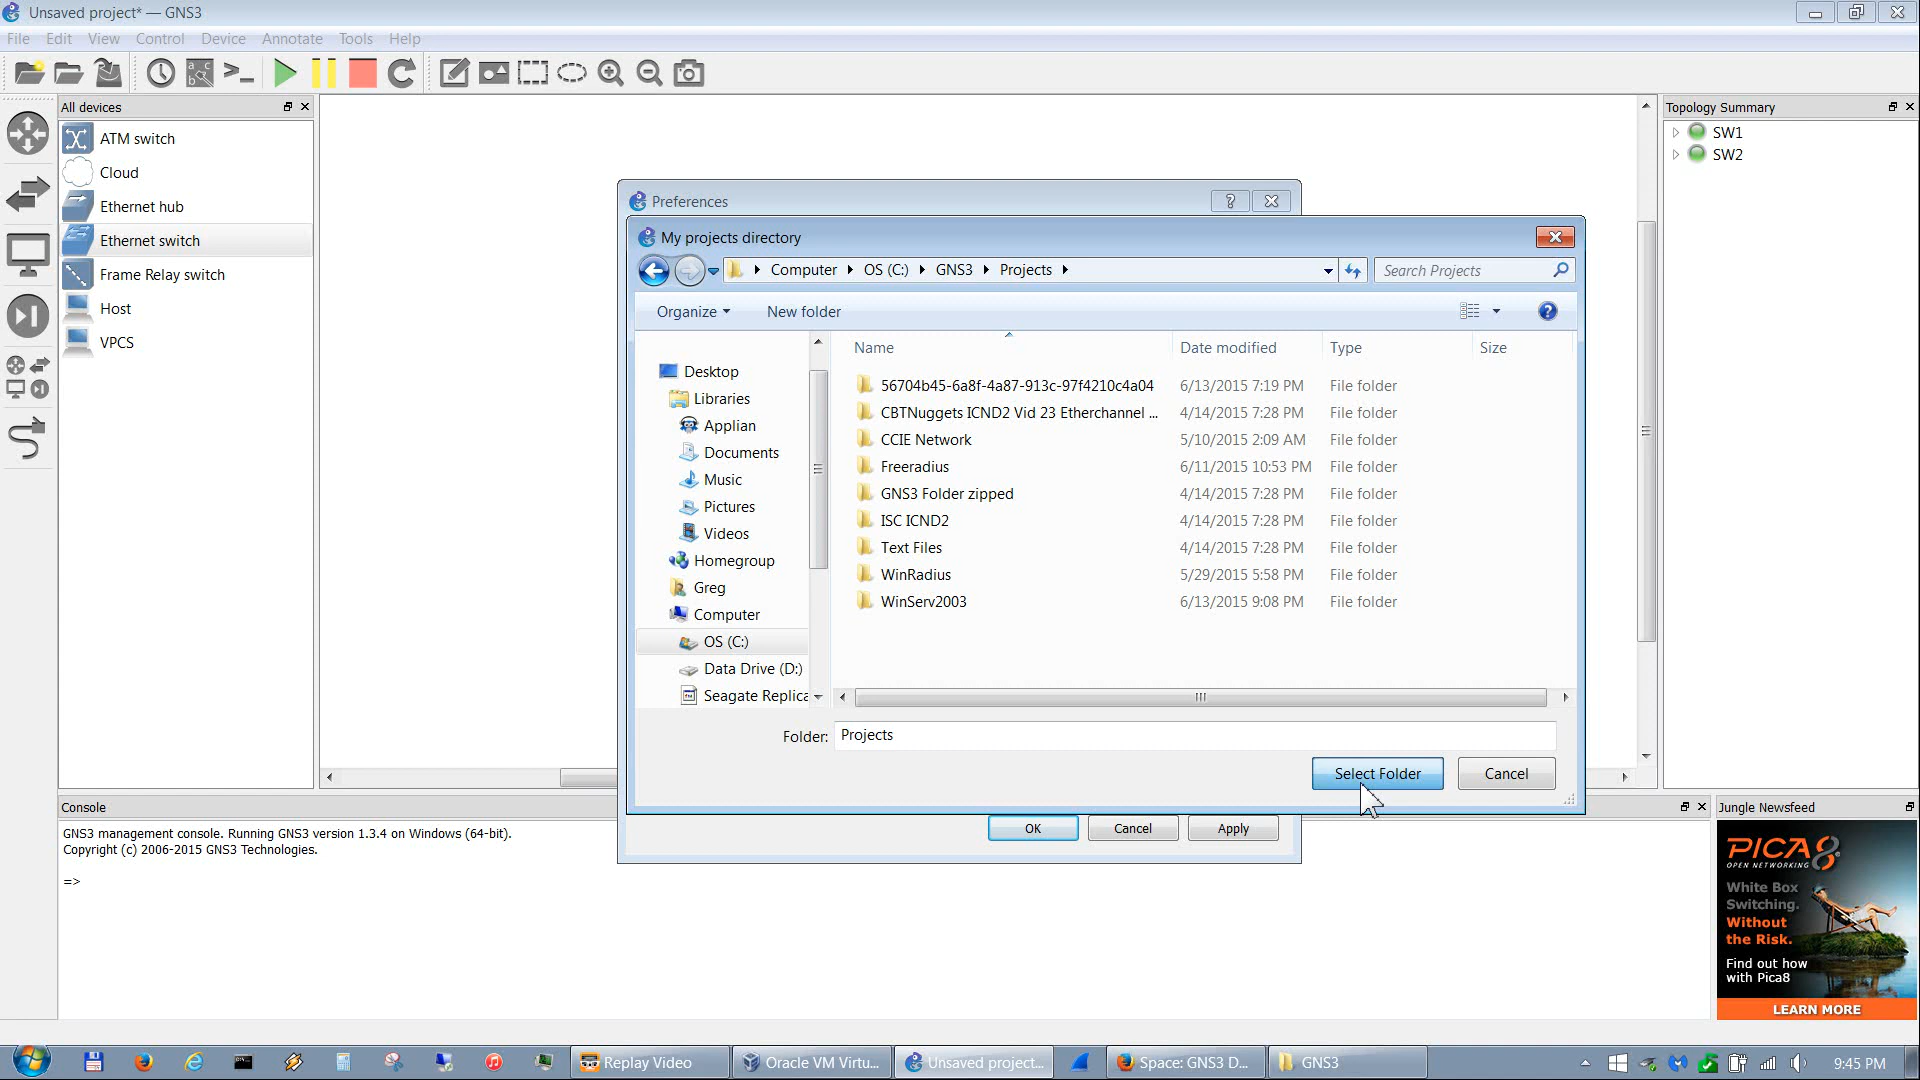 Unsaved project* — GNS3
File Edit View Control Device Annotate Tools Help
All devices
ATM switch
Cloud
Ethernet hub
Ethernet switch
Frame Relay switch
Host
VPCS
Topology Summary
SW1
SW2
Preferences
My projects directory
Computer OS (C:) GNS3 Projects
Search Projects
Organize New folder
Desktop
Libraries
Applian
Documents
Music
Pictures
Videos
Homegroup
Greg
Computer
OS (C:)
Data Drive (D:)
Seagate Replica
Name Date modified Type Size
56704b45-6a8f-4a87-913c-97f4210c4a04 6/13/2015 7:19 PM File folder
CBTNuggets ICND2 Vid 23 Etherchannel ... 4/14/2015 7:28 PM File folder
CCIE Network 5/10/2015 2:09 AM File folder
Freeradius 6/11/2015 10:53 PM File folder
GNS3 Folder zipped 4/14/2015 7:28 PM File folder
ISC ICND2 4/14/2015 7:28 PM File folder
Text Files 4/14/2015 7:28 PM File folder
WinRadius 5/29/2015 5:58 PM File folder
WinServ2003 6/13/2015 9:08 PM File folder
Folder: Projects
Select Folder Cancel
OK Cancel Apply
Console
GNS3 management console. Running GNS3 version 1.3.4 on Windows (64-bit).
Copyright (c) 2006-2015 GNS3 Technologies.
=>
Jungle Newsfeed
PICA8
OPEN NETWORKING
White Box
Switching.
Without
the Risk.
Find out how
with Pica8
LEARN MORE
Replay Video
Oracle VM Virtu...
Unsaved project...
Space: GNS3 D...
GNS3
9:45 PM